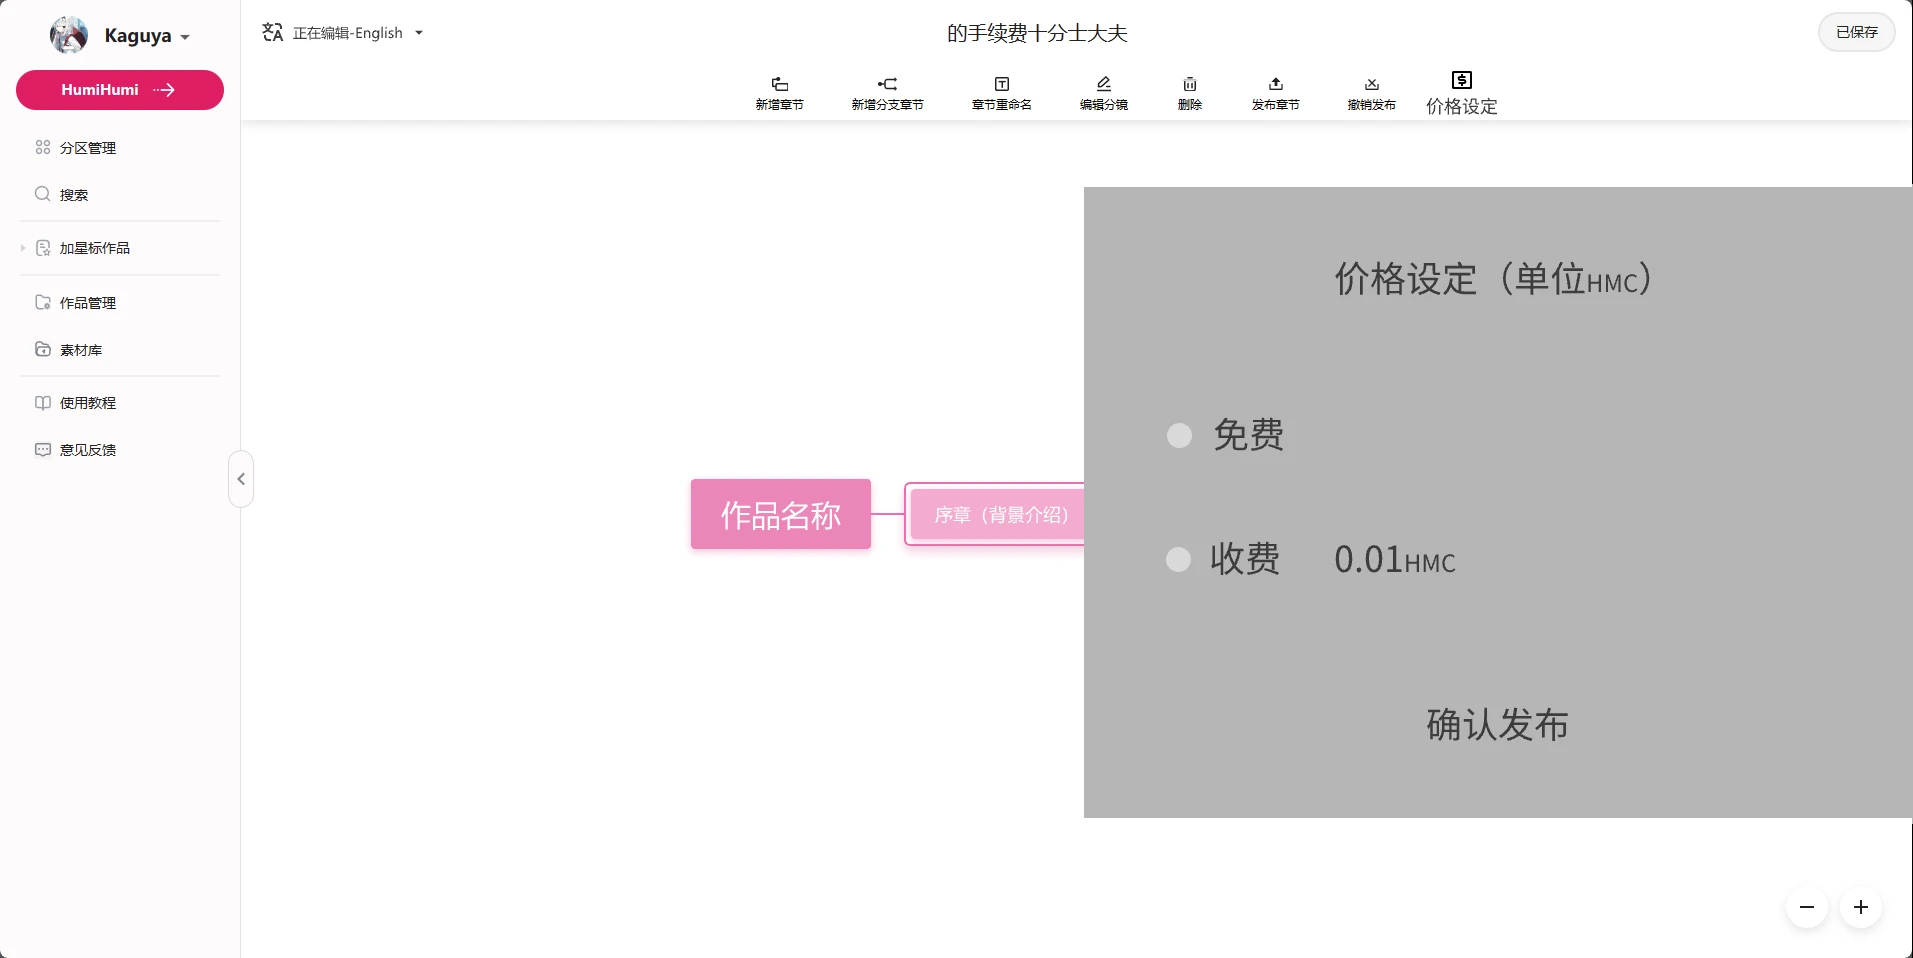 Kaguya
HumiHumi
分区管理
搜索
加星标作品
作品管理
素材库
使用教程
意见反馈
正在编辑-English
的手续费十分士大夫
已保存
新增章节
新增分支章节
章节重命名
编辑分镜
删除
发布章节
撤销发布
价格设定
作品名称
序章（背景介绍）
价格设定（单位HMC）
免费
收费 0.01HMC
确认发布